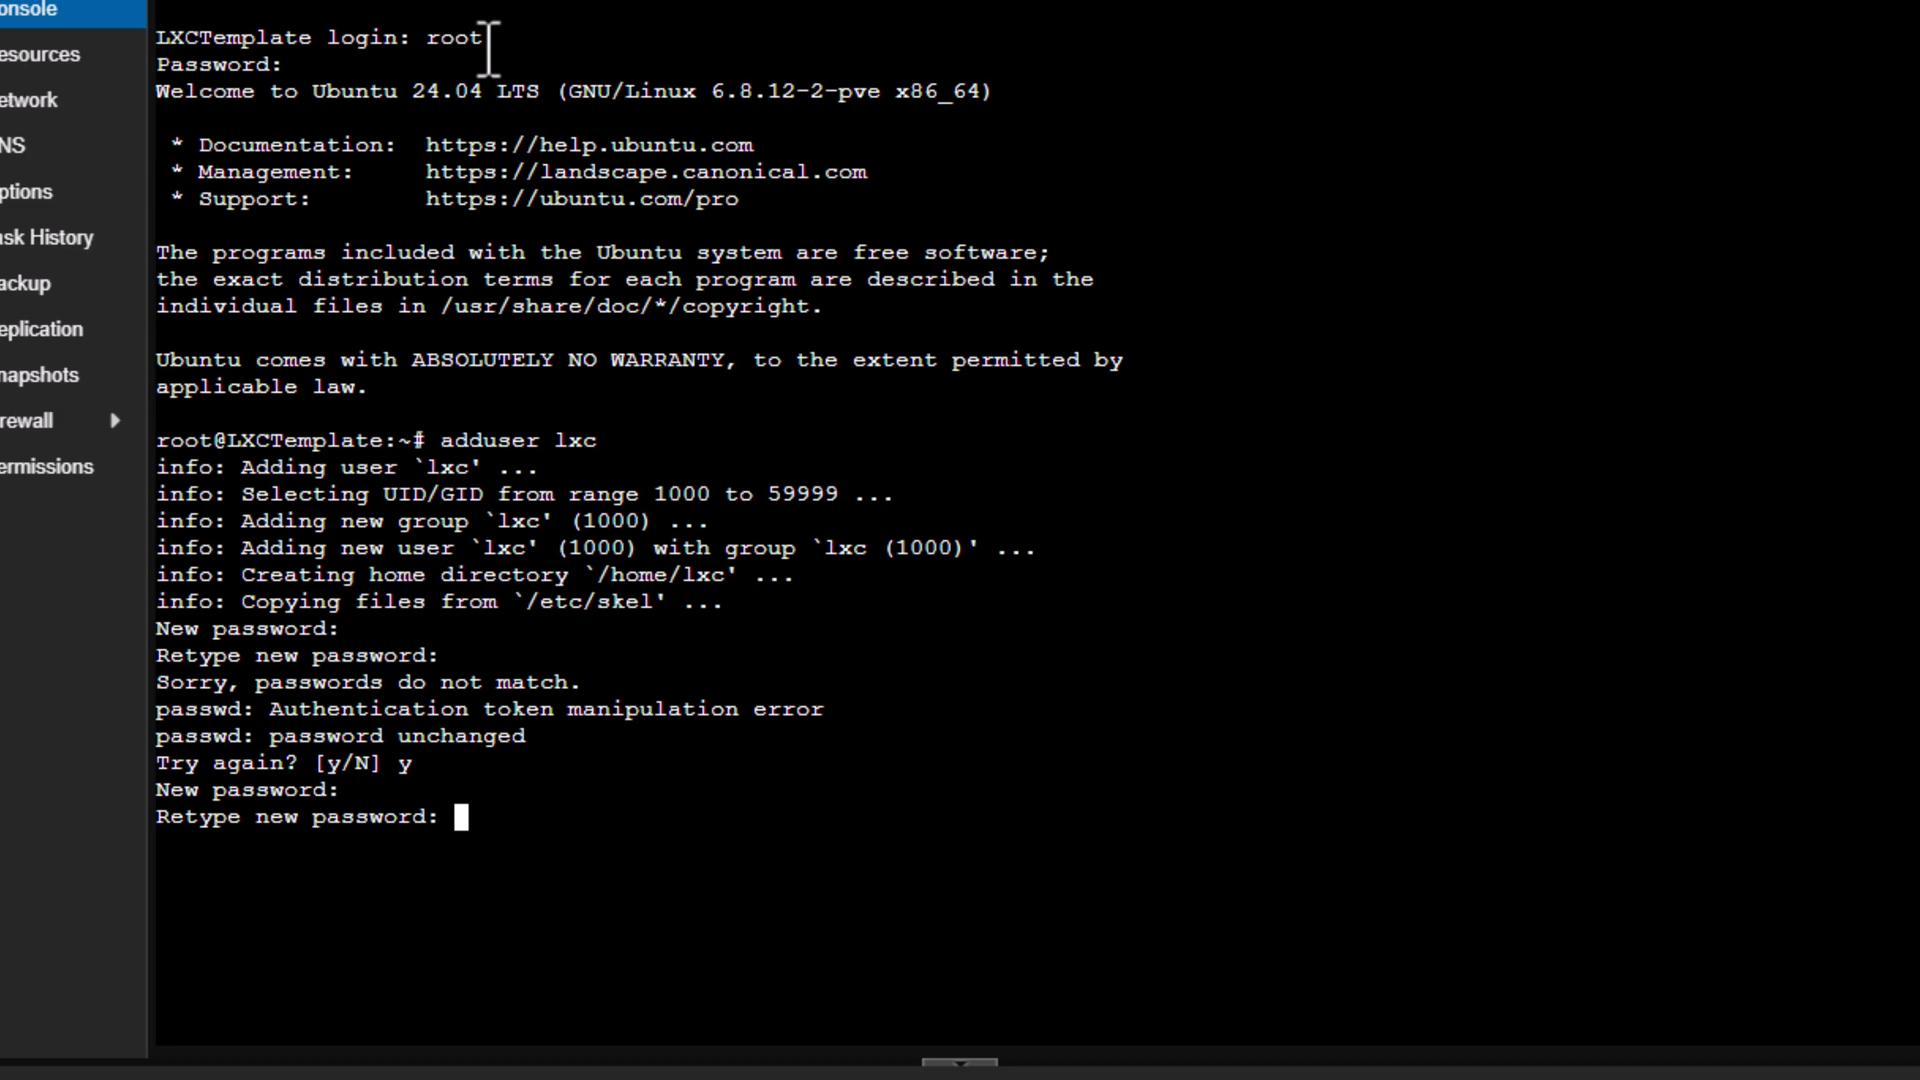 onsole
esources
etwork
NS
ptions
ask History
ackup
eplication
napshots
rewall
ermissions
LXCTemplate login: root
Password:
Welcome to Ubuntu 24.04 LTS (GNU/Linux 6.8.12-2-pve x86_64)
* Documentation: https://help.ubuntu.com
* Management: https://landscape.canonical.com
* Support: https://ubuntu.com/pro
The programs included with the Ubuntu system are free software;
the exact distribution terms for each program are described in the
individual files in /usr/share/doc/*/copyright.
Ubuntu comes with ABSOLUTELY NO WARRANTY, to the extent permitted by
applicable law.
root@LXCTemplate:~# adduser lxc
info: Adding user `lxc' ...
info: Selecting UID/GID from range 1000 to 59999 ...
info: Adding new group `lxc' (1000) ...
info: Adding new user `lxc' (1000) with group `lxc (1000)' ...
info: Creating home directory `/home/lxc' ...
info: Copying files from `/etc/skel' ...
New password:
Retype new password:
Sorry, passwords do not match.
passwd: Authentication token manipulation error
passwd: password unchanged
Try again? [y/N] y
New password:
Retype new password: